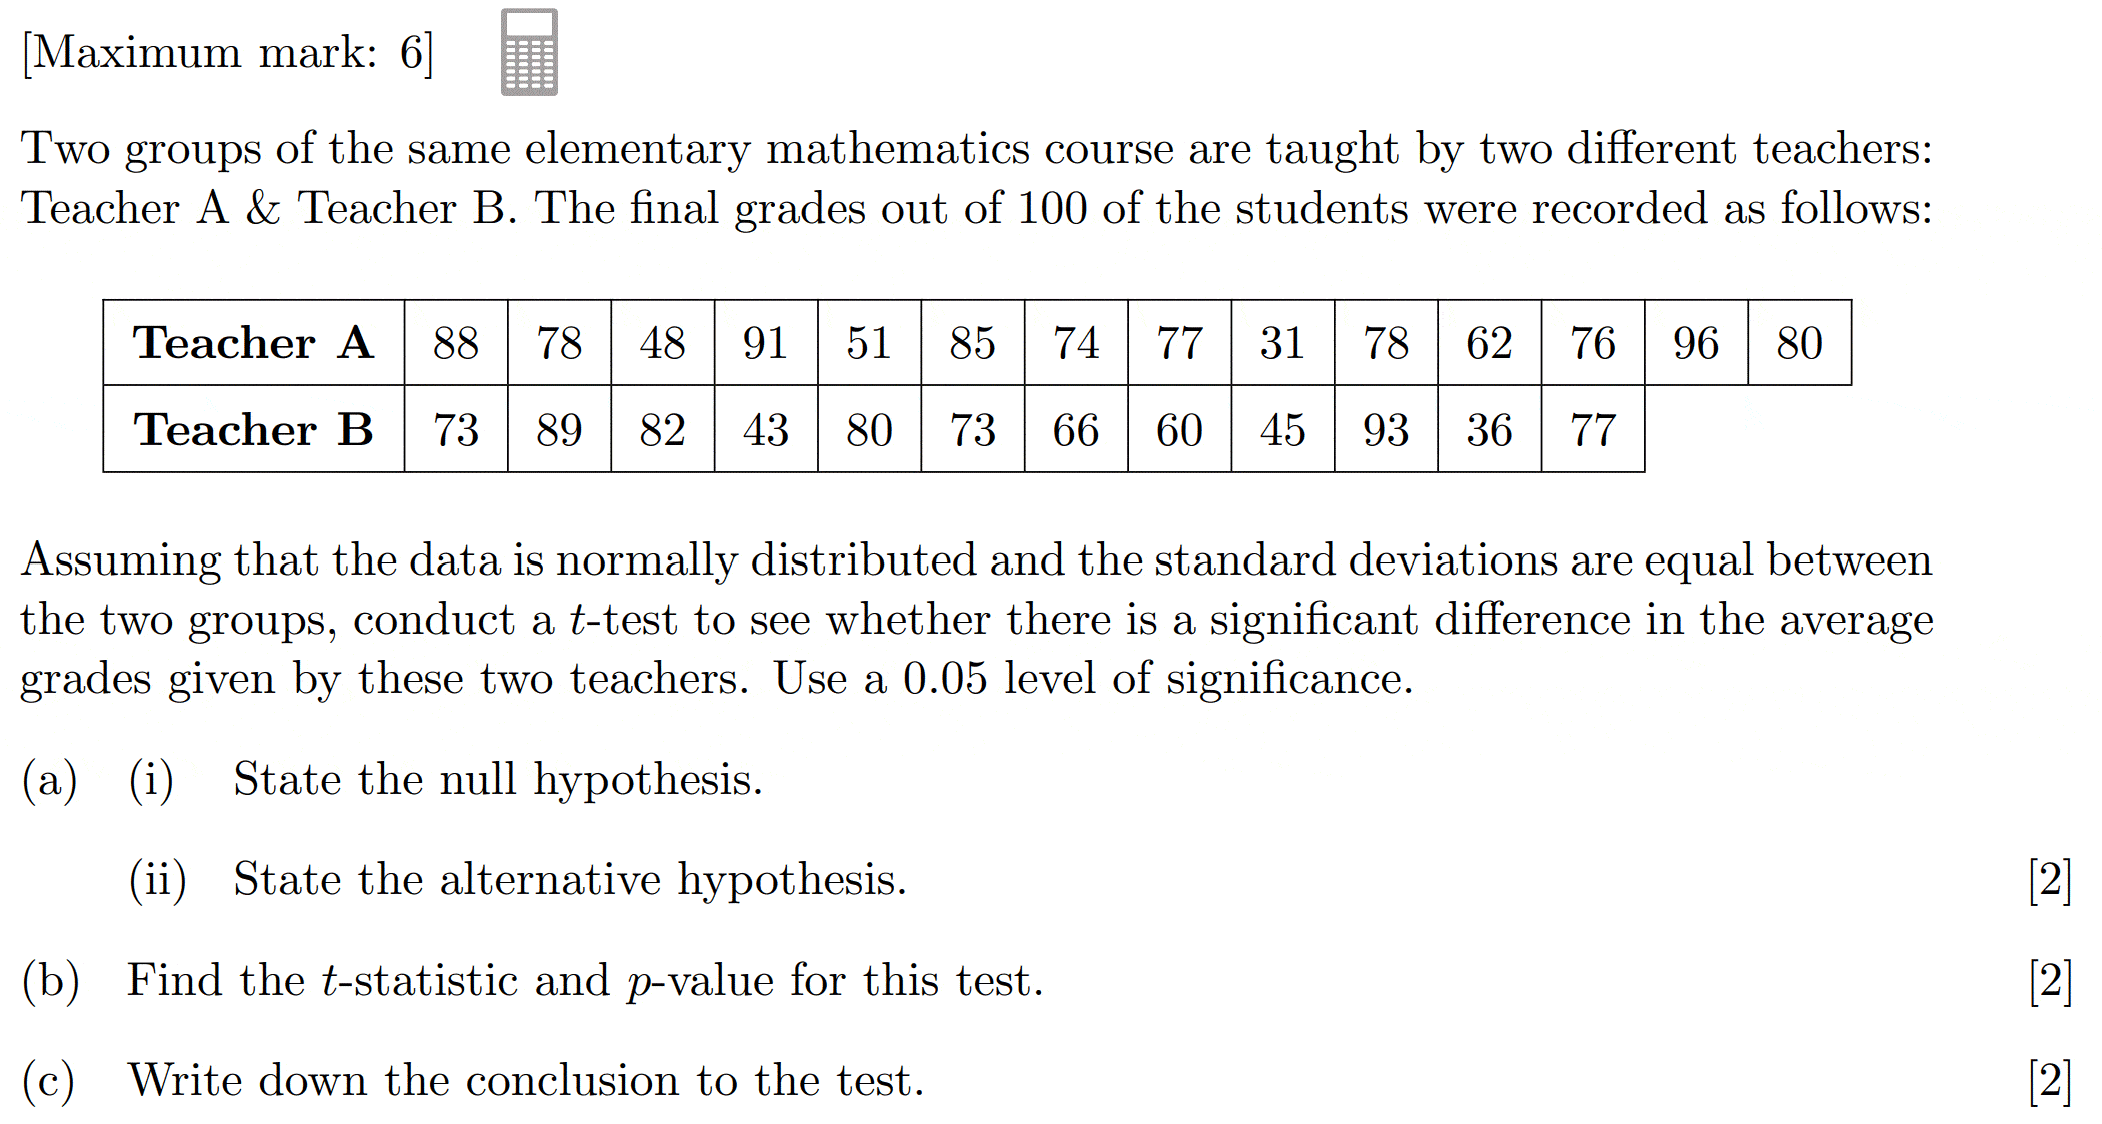 [Maximum mark: 6]
Two groups of the same elementary mathematics course are taught by two different teachers:
Teacher A & Teacher B. The final grades out of 100 of the students were recorded as follows:
Teacher A 88 78 48 91 51 85 74 77 31 78 62 76 96 80
Teacher B 73 89 82 43 80 73 66 60 45 93 36 77
Assuming that the data is normally distributed and the standard deviations are equal between
the two groups, conduct a t-test to see whether there is a significant difference in the average
grades given by these two teachers. Use a 0.05 level of significance.
(a) (i) State the null hypothesis.
(ii) State the alternative hypothesis. [2]
(b) Find the t-statistic and p-value for this test. [2]
(c) Write down the conclusion to the test. [2]